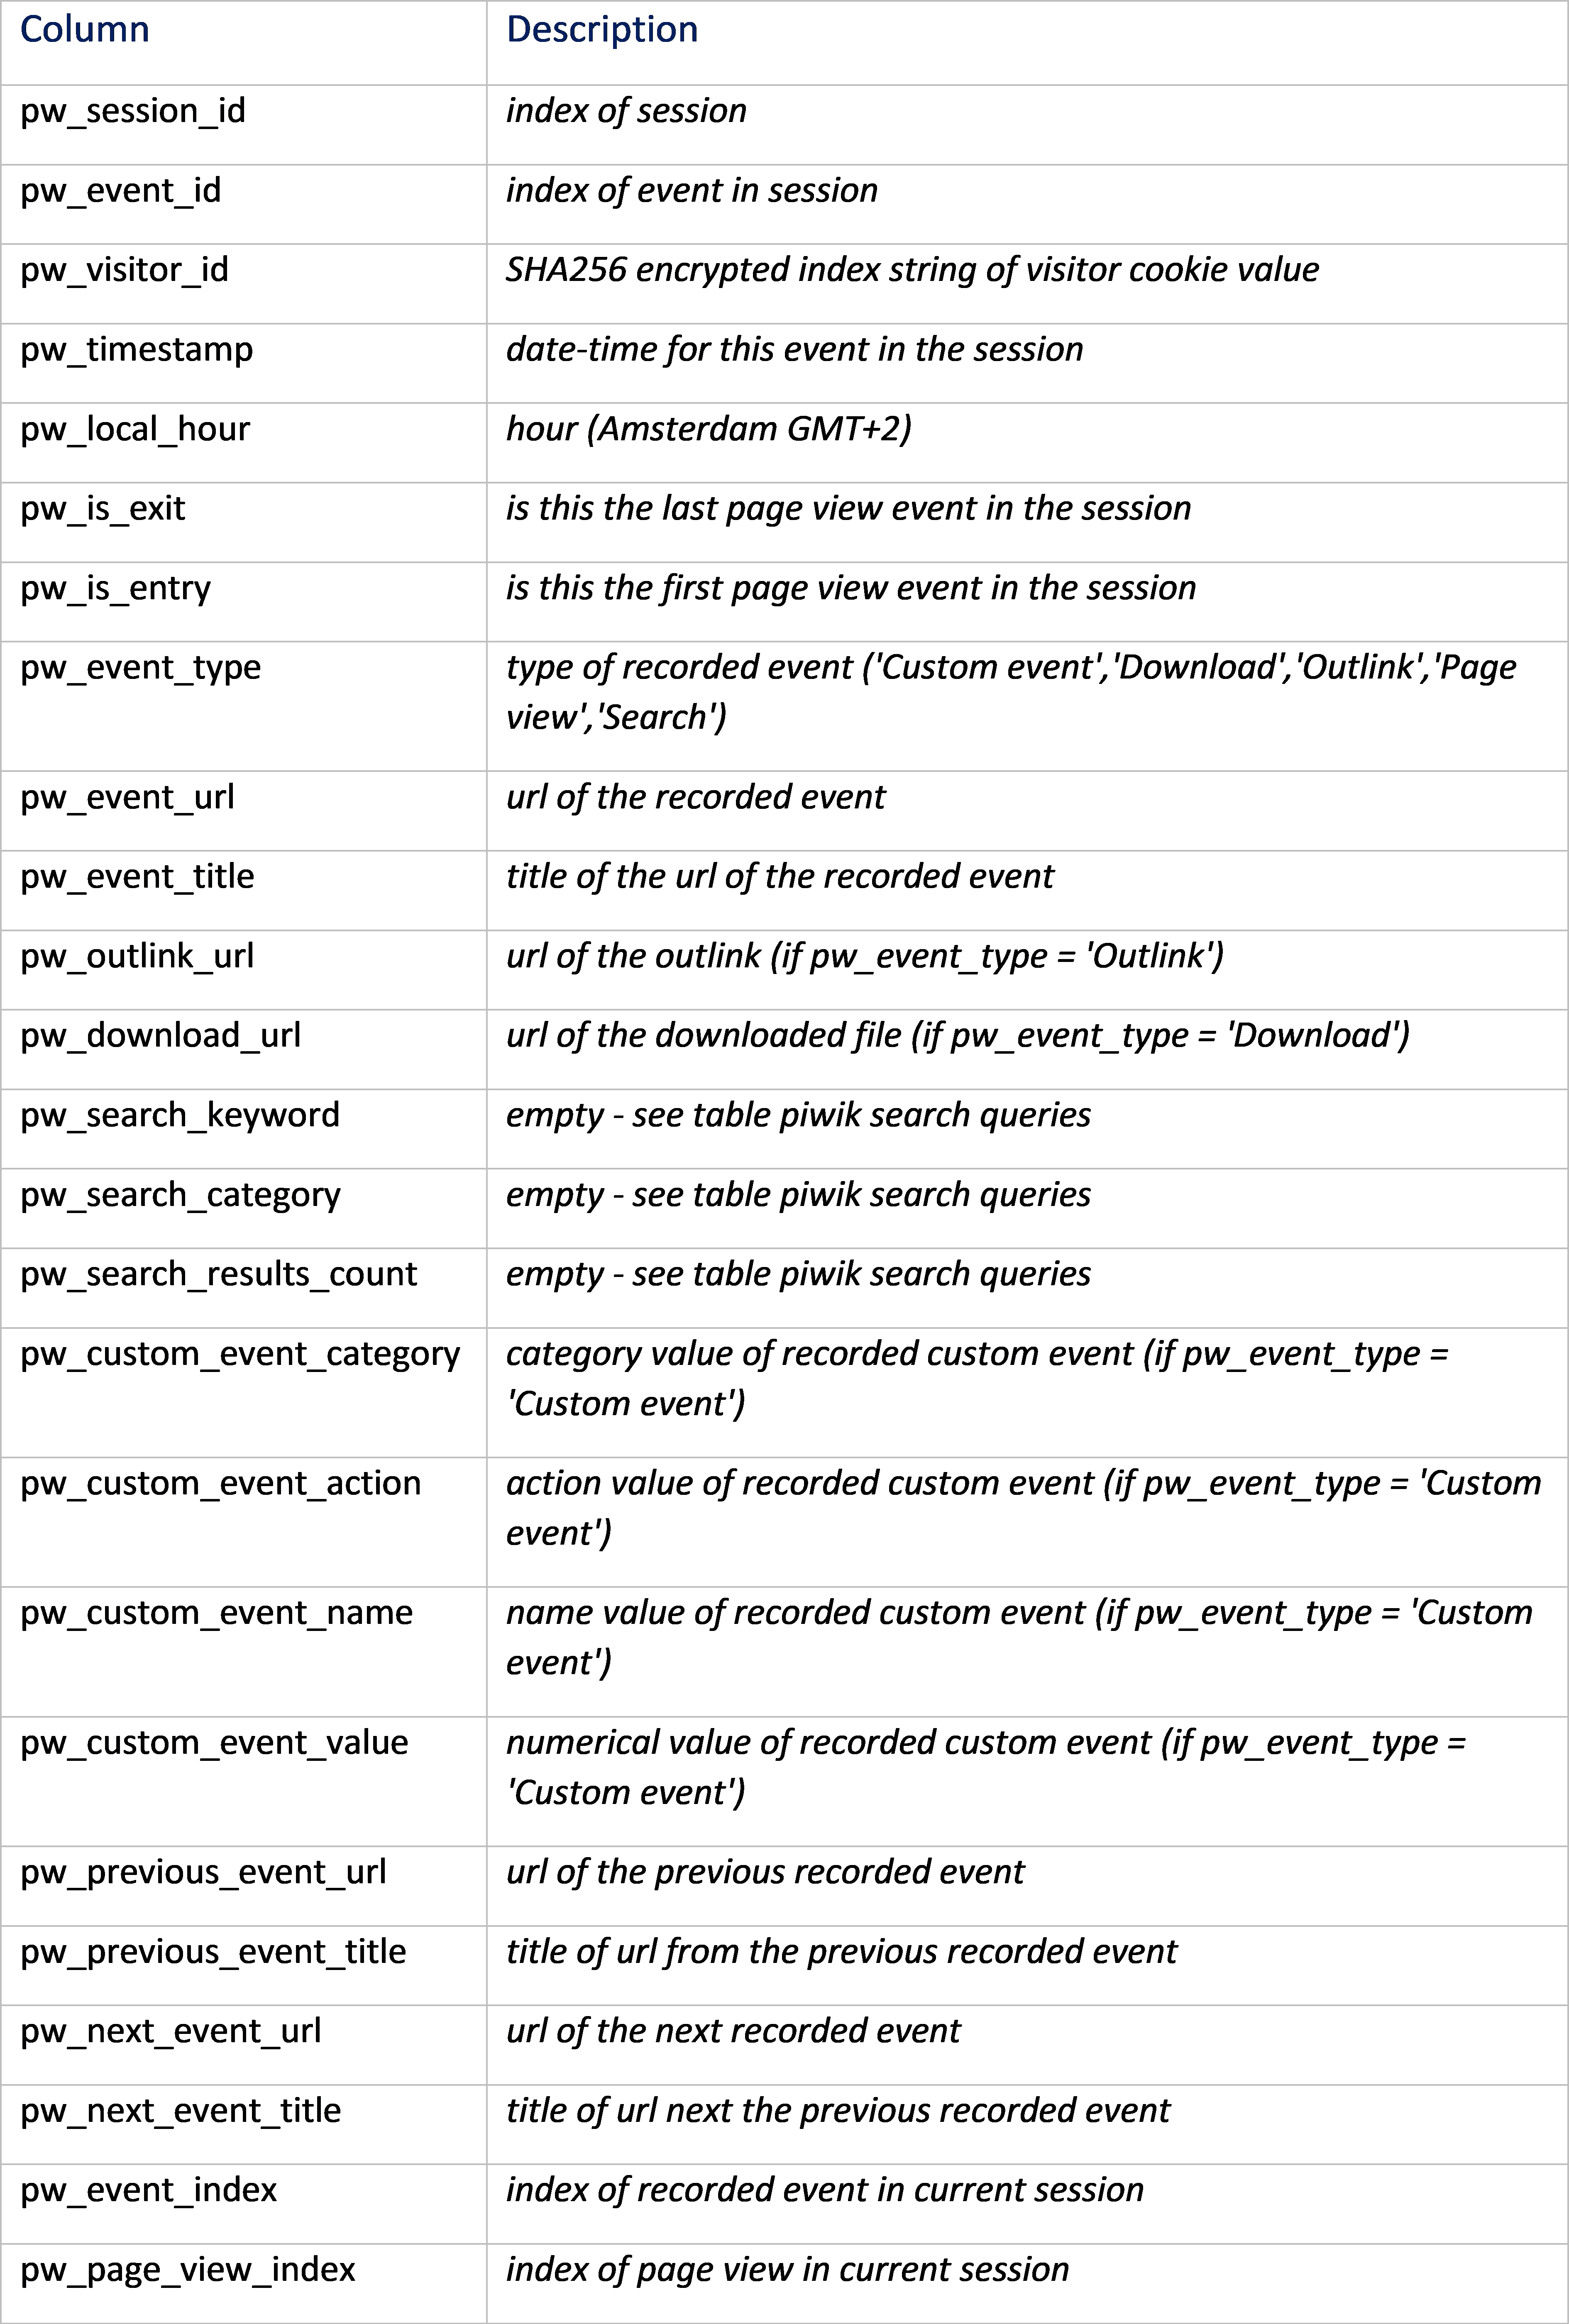 Column Description
pw_session_id index of session
pw_event_id index of event in session
pw_visitor_id SHA256 encrypted index string of visitor cookie value
pw_timestamp date-time for this event in the session
pw_local_hour hour (Amsterdam GMT+2)
pw_is_exit is this the last page view event in the session
pw_is_entry is this the first page view event in the session
pw_event_type type of recorded event ('Custom event','Download','Outlink','Page
view','Search')
pw_event_url url of the recorded event
pw_event_title title of the url of the recorded event
pw_outlink_url url of the outlink (if pw_event_type = 'Outlink')
pw_download_url url of the downloaded file (if pw_event_type = 'Download')
pw_search_keyword empty - see table piwik search queries
pw_search_category empty - see table piwik search queries
pw_search_results_count empty - see table piwik search queries
pw_custom_event_category category value of recorded custom event (if pw_event_type =
'Custom event')
pw_custom_event_action action value of recorded custom event (if pw_event_type = 'Custom
event')
pw_custom_event_name name value of recorded custom event (if pw_event_type = 'Custom
event')
pw_custom_event_value numerical value of recorded custom event (if pw_event_type =
'Custom event')
pw_previous_event_url url of the previous recorded event
pw_previous_event_title title of url from the previous recorded event
pw_next_event_url url of the next recorded event
pw_next_event_title title of url next the previous recorded event
pw_event_index index of recorded event in current session
pw_page_view_index index of page view in current session